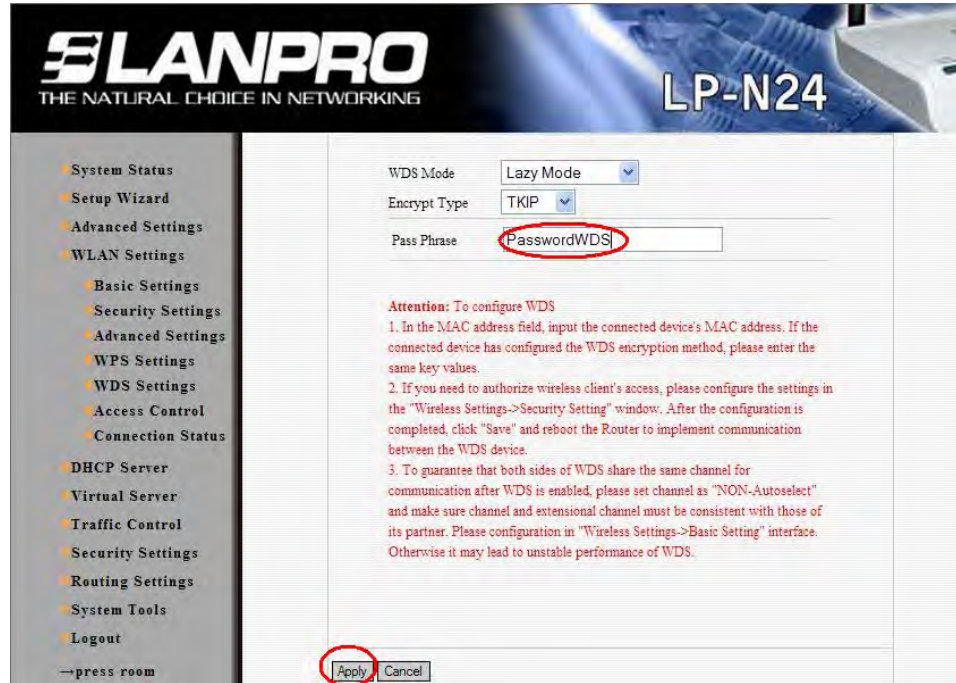 LANPRO
THE NATURAL CHOICE IN NETWORKING
LP-N24
System Status
Setup Wizard
Advanced Settings
WLAN Settings
Basic Settings
Security Settings
Advanced Settings
WPS Settings
WDS Settings
Access Control
Connection Status
DHCP Server
Virtual Server
Traffic Control
Security Settings
Routing Settings
System Tools
Logout
→press room
WDS Mode Lazy Mode
Encrypt Type TKIP
Pass Phrase PasswordWDS
Attention: To configure WDS
1. In the MAC address field, input the connected device's MAC address. If the
connected device has configured the WDS encryption method, please enter the
same key values.
2. If you need to authorize wireless client's access, please configure the settings in
the "Wireless Settings->Security Setting" window. After the configuration is
completed, click "Save" and reboot the Router to implement communication
between the WDS device.
3. To guarantee that both sides of WDS share the same channel for
communication after WDS is enabled, please set channel as "NON-Autoselect"
and make sure channel and extensional channel must be consistent with those of
its partner. Please configuration in "Wireless Settings->Basic Setting" interface.
Otherwise it may lead to unstable performance of WDS.
Apply Cancel